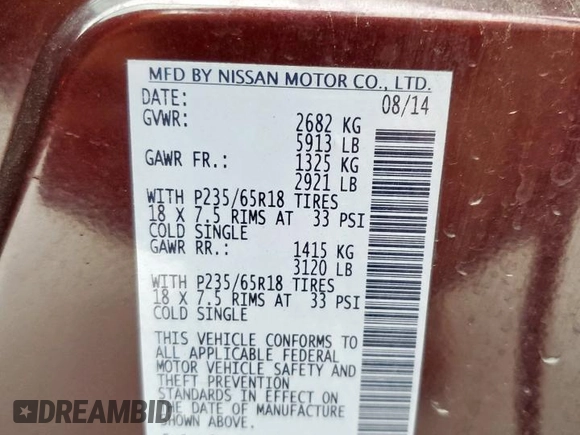 MFD BY NISSAN MOTOR CO., LTD.
DATE: 08/14
GVWR: 2682 KG
5913 LB
GAWR FR.: 1325 KG
2921 LB
WITH P235/65R18 TIRES
18 X 7.5 RIMS AT 33 PSI
COLD SINGLE
GAWR RR.: 1415 KG
3120 LB
WITH P235/65R18 TIRES
18 X 7.5 RIMS AT 33 PSI
COLD SINGLE
THIS VEHICLE CONFORMS TO
ALL APPLICABLE FEDERAL
MOTOR VEHICLE SAFETY AND
THEFT PREVENTION
STANDARDS IN EFFECT ON
THE DATE OF MANUFACTURE
SHOWN ABOVE.
DREAMBID